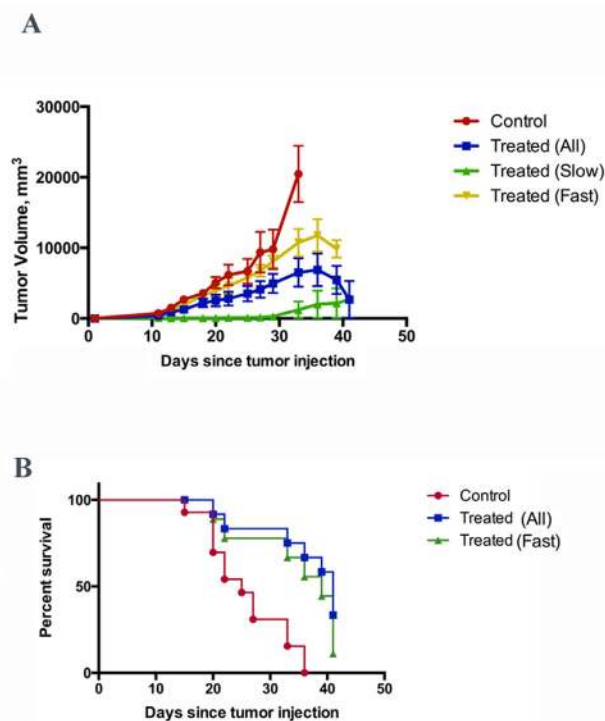 A
30000
20000
10000
0
Tumor Volume, mm³
0 10 20 30 40 50
Days since tumor injection
Control
Treated (All)
Treated (Slow)
Treated (Fast)
B
100
50
0
Percent survival
0 10 20 30 40 50
Days since tumor injection
Control
Treated (All)
Treated (Fast)